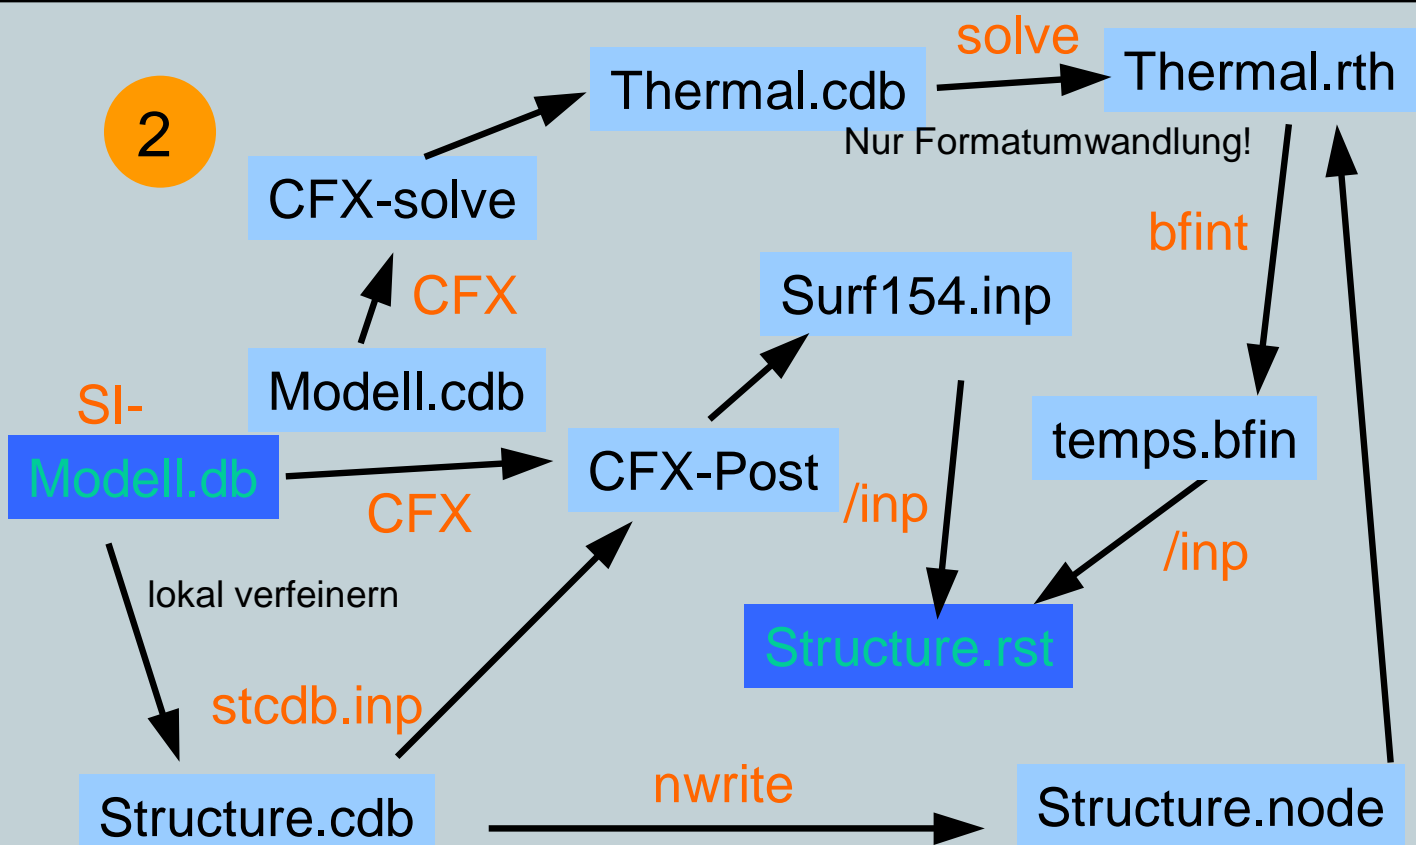 solve
Thermal.cdb
Thermal.rth
2
Nur Formatumwandlung!
CFX-solve
bfint
CFX
Surf154.inp
Modell.cdb
SI-
Modell.db
CFX-Post
temps.bfin
CFX
/inp
/inp
lokal verfeinern
Structure.rst
stcdb.inp
nwrite
Structure.cdb
Structure.node